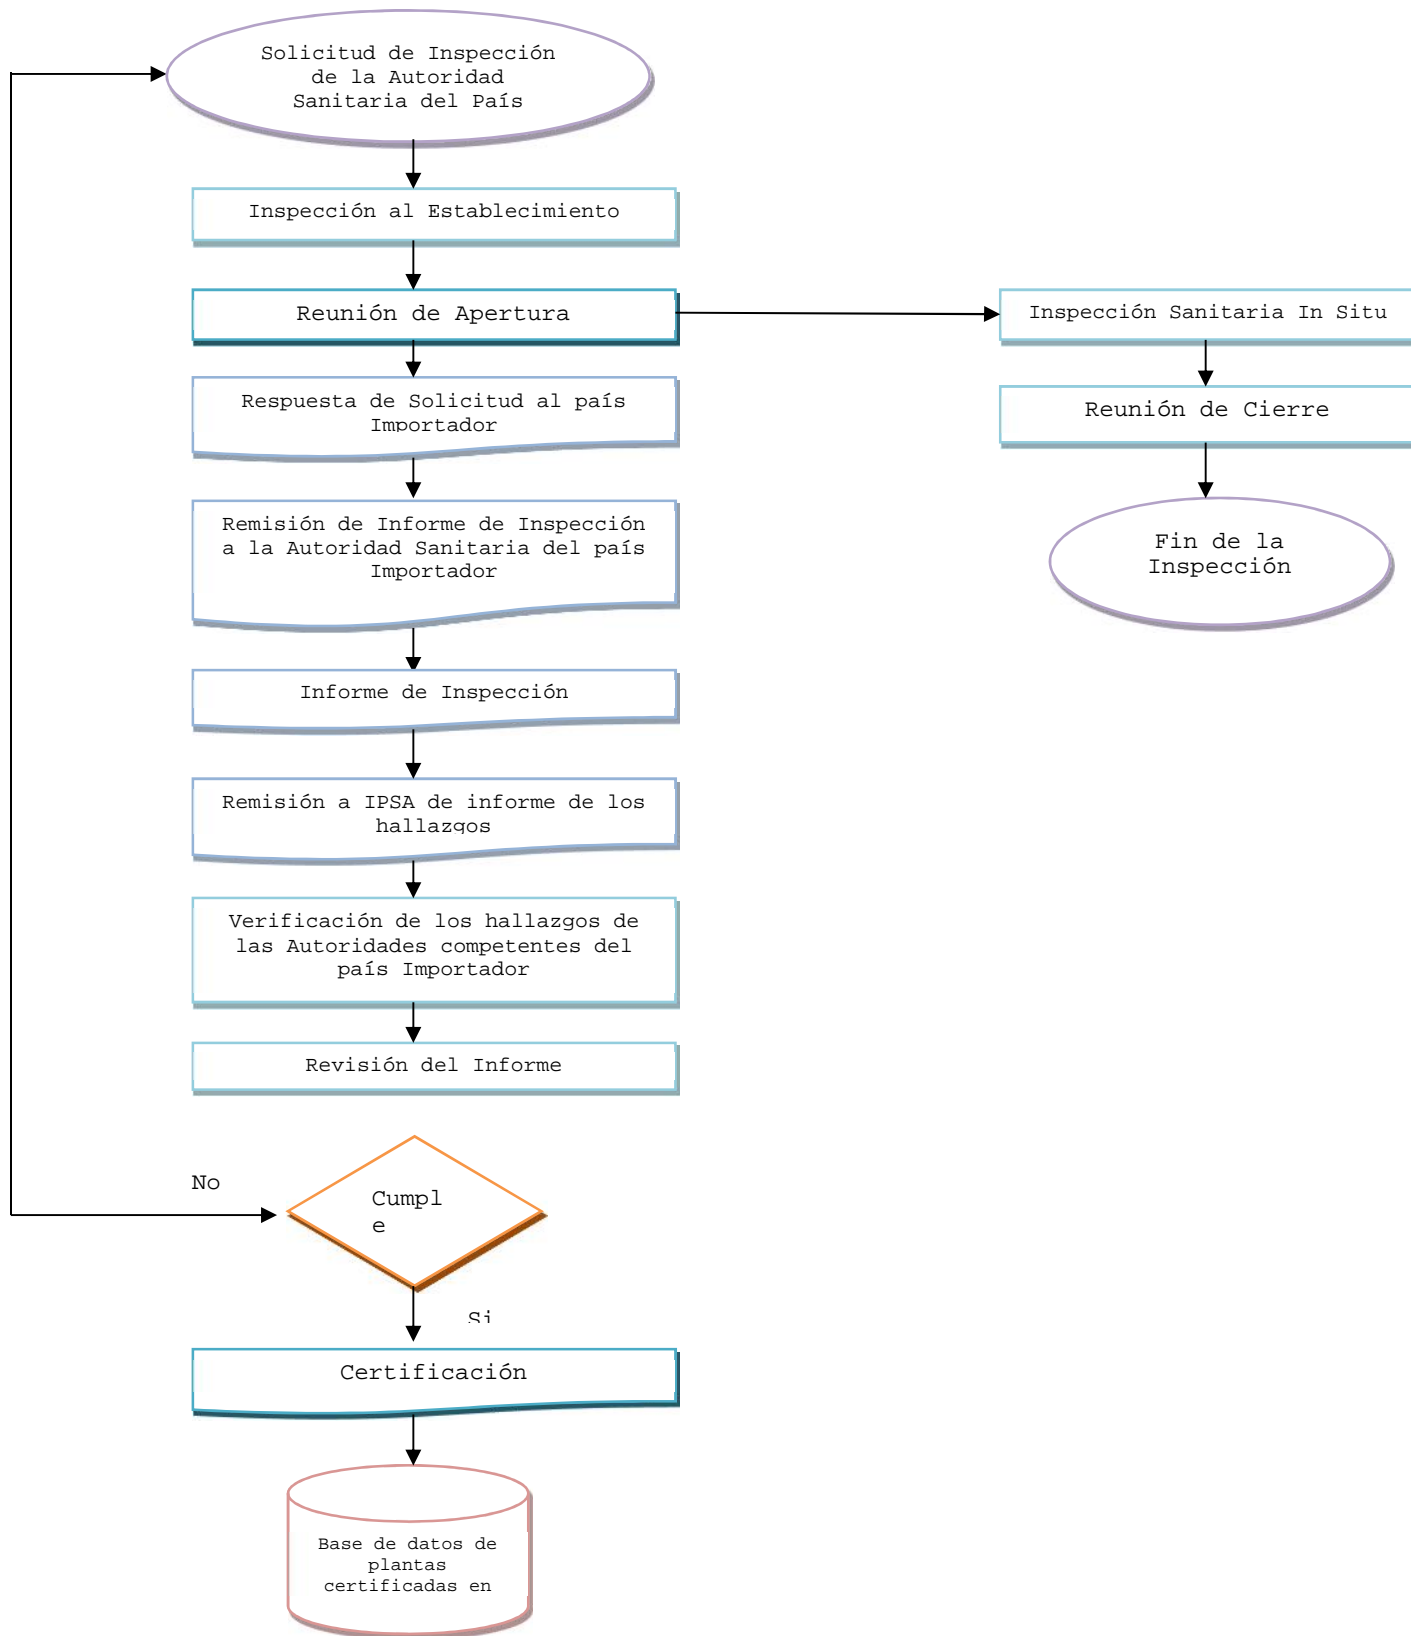 Solicitud de Inspección
de la Autoridad
Sanitaria del País
Inspección al Establecimiento
Reunión de Apertura
Inspección Sanitaria In Situ
Respuesta de Solicitud al país
Importador
Reunión de Cierre
Remisión de Informe de Inspección
a la Autoridad Sanitaria del país
Importador
Fin de la
Inspección
Informe de Inspección
Remisión a IPSA de informe de los
hallazgos
Verificación de los hallazgos de
las Autoridades competentes del
país Importador
Revisión del Informe
No
Cumpl
e
Si
Certificación
Base de datos de
plantas
certificadas en